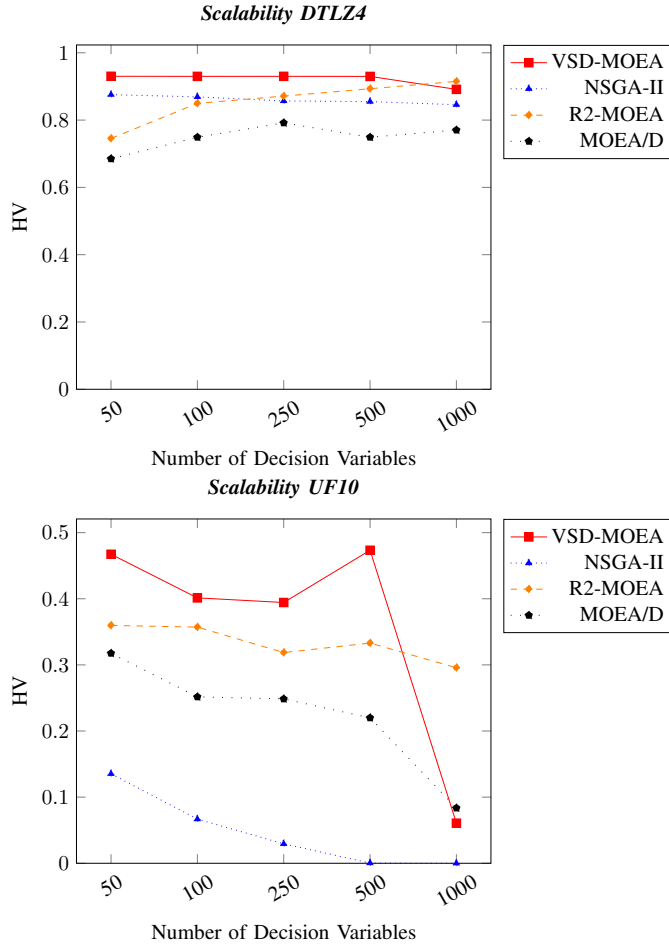 Scalability DTLZ4
1
0.8
0.6
0.4
0.2
0
HV
50
100
250
500
1000
Number of Decision Variables
VSD-MOEA
NSGA-II
R2-MOEA
MOEA/D
Scalability UF10
0.5
0.4
0.3
0.2
0.1
0
HV
50
100
250
500
1000
Number of Decision Variables
VSD-MOEA
NSGA-II
R2-MOEA
MOEA/D